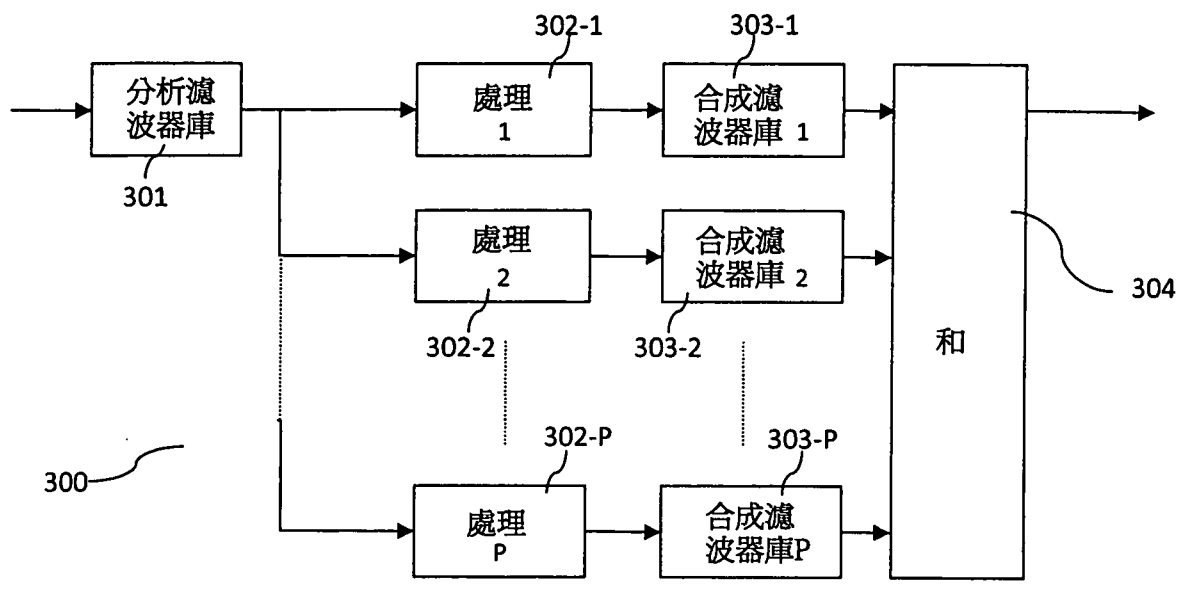 302-1
303-1
分析濾
波器庫
301
處理
1
合成濾
波器庫 1
處理
2
302-2
合成濾
波器庫 2
303-2
304
和
302-P
303-P
300
處理
P
合成濾
波器庫P